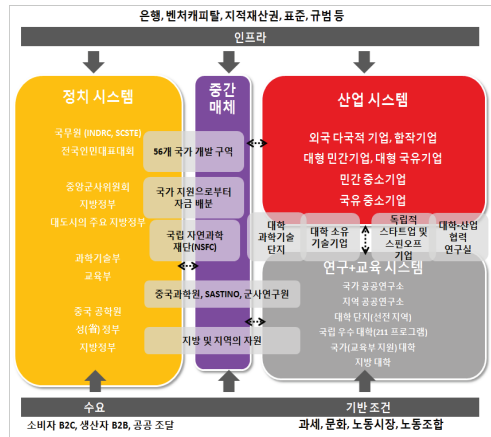 은행, 벤처캐피탈, 지적재산권, 표준, 규범 등
인프라
정치 시스템
국무원 (INDRC, SCSTE)
전국인민대표대회
중앙군사위원회
지방정부
대도시의 주요 지방정부
과학기술부
교육부
중국 공학원
성(省)정부
지방정부
중간
매체
56개 국가 개발 구역
국가 지원으로부터
자금 배분
국립 자연과학
재단(NSFC)
중국과학원, SASTINO, 군사연구원
지방 및 지역의 자원
산업 시스템
외국 다국적 기업, 합작기업
대형 민간기업, 대형 국유기업
민간 중소기업
국유 중소기업
대학
과학기술
단지
대학 소유
기술기업
독립적
스타트업 및
스핀오프
기업
대학-산업
협력
연구실
연구+교육 시스템
국가 공공연구소
지역 공공연구소
대학 단지(선전 지역)
국립 우수 대학(211 프로그램)
국가(교육부 지원) 대학
지방 대학
수요
기반 조건
소비자 B2C, 생산자 B2B, 공공 조달
과세, 문화, 노동시장, 노동조합